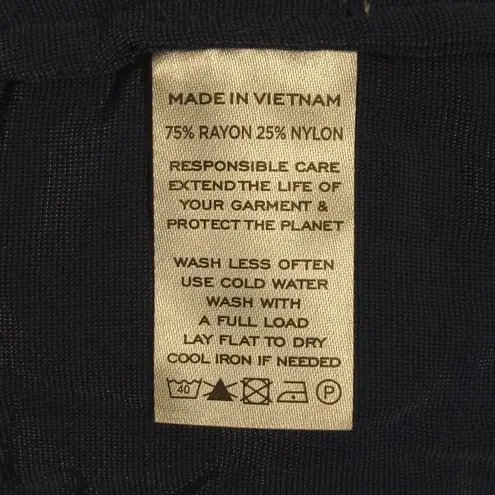 MADE IN VIETNAM
75% RAYON 25% NYLON
RESPONSIBLE CARE
EXTEND THE LIFE OF
YOUR GARMENT &
PROTECT THE PLANET
WASH LESS OFTEN
USE COLD WATER
WASH WITH
A FULL LOAD
LAY FLAT TO DRY
COOL IRON IF NEEDED
40 P